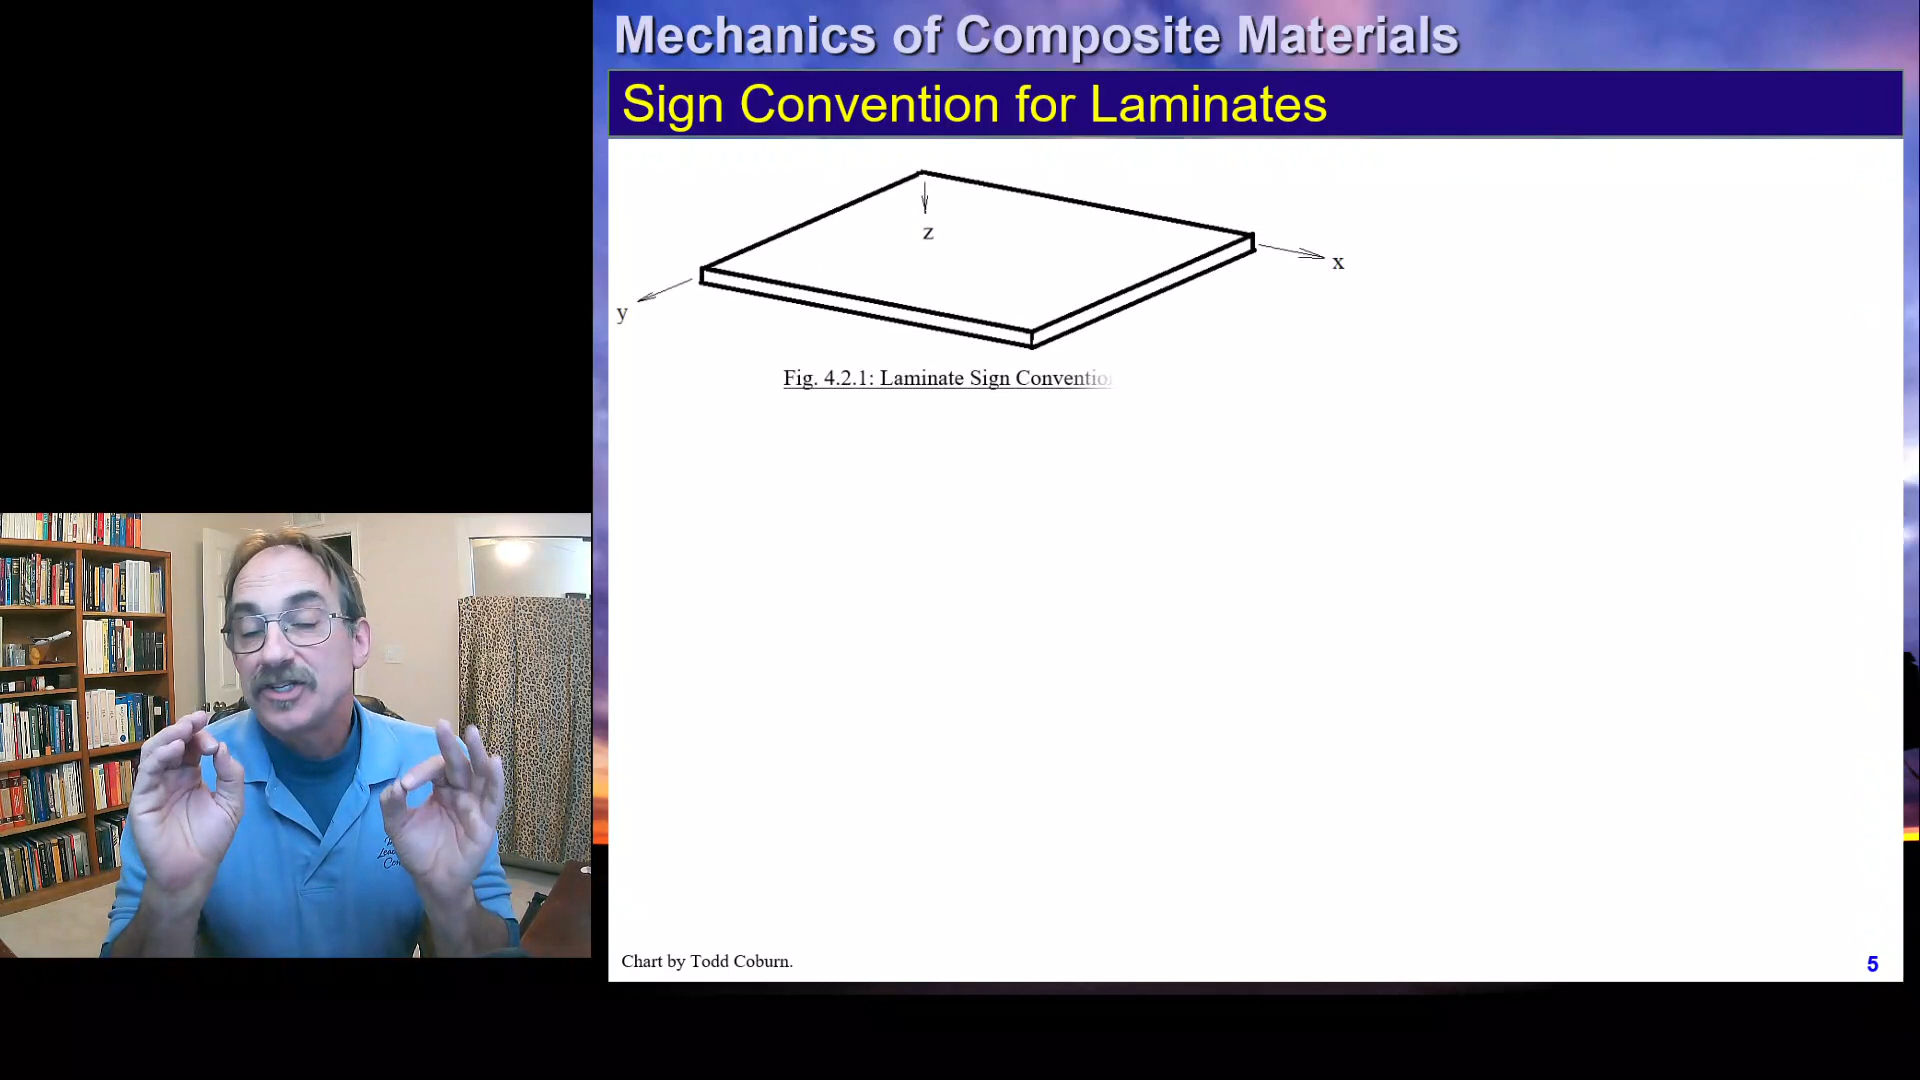 Mechanics of Composite Materials
Sign Convention for Laminates
z
x
y
Fig. 4.2.1: Laminate Sign Conventio
Chart by Todd Coburn.
5